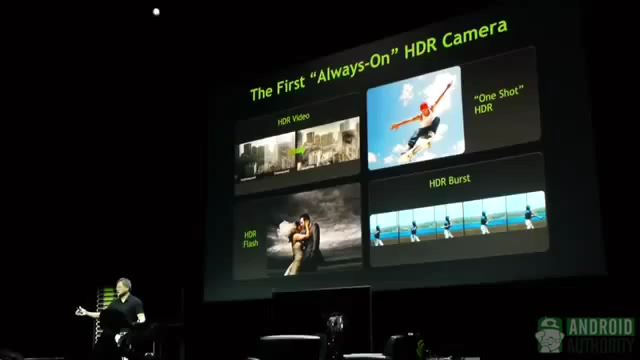 The First “Always-On” HDR Camera
HDR Video
“One Shot”
HDR
HDR Burst
HDR
Flash
ANDROID
AUTHORITY